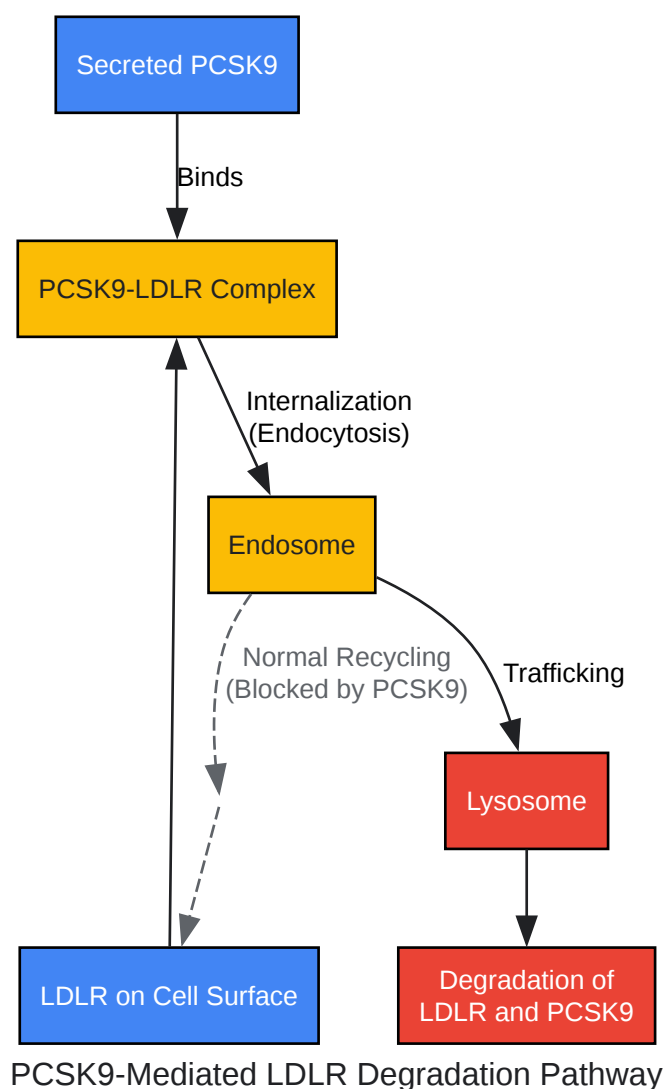 Secreted PCSK9
Binds
PCSK9-LDLR Complex
Internalization
(Endocytosis)
Endosome
Normal Recycling
(Blocked by PCSK9)
Trafficking
Lysosome
LDLR on Cell Surface
Degradation of
LDLR and PCSK9
PCSK9-Mediated LDLR Degradation Pathway